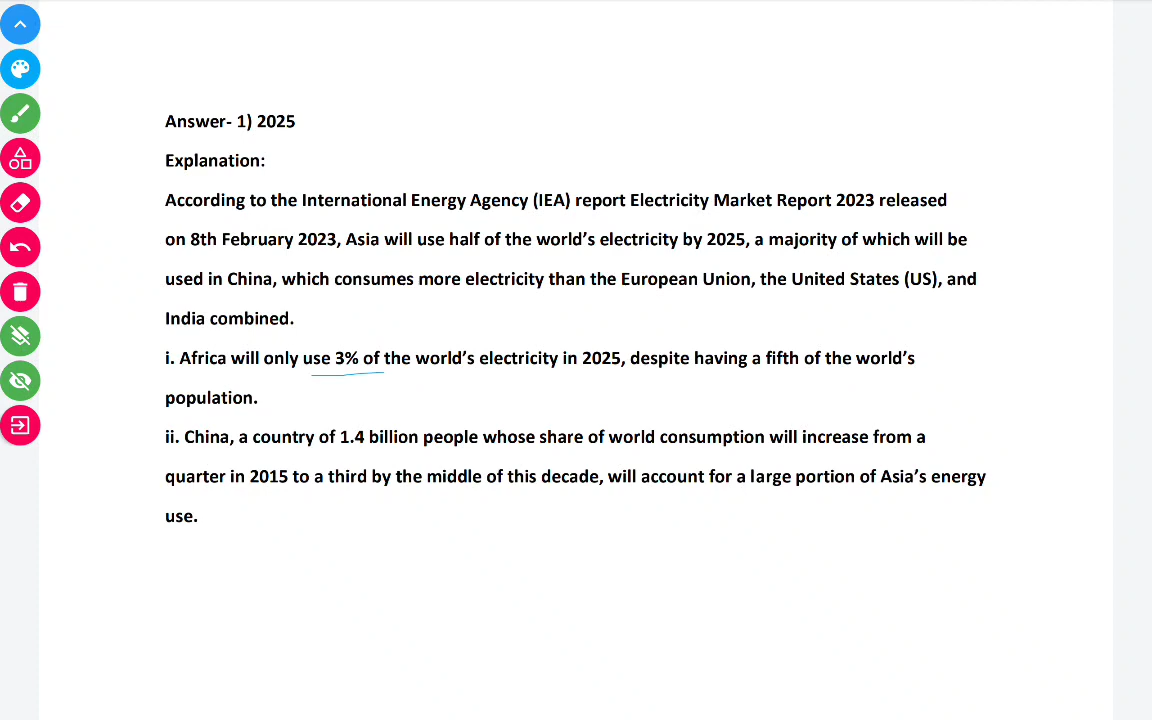 Answer- 1) 2025
Explanation:
According to the International Energy Agency (IEA) report Electricity Market Report 2023 released
on 8th February 2023, Asia will use half of the world’s electricity by 2025, a majority of which will be
used in China, which consumes more electricity than the European Union, the United States (US), and
India combined.
i. Africa will only use 3% of the world’s electricity in 2025, despite having a fifth of the world’s
population.
ii. China, a country of 1.4 billion people whose share of world consumption will increase from a
quarter in 2015 to a third by the middle of this decade, will account for a large portion of Asia’s energy
use.